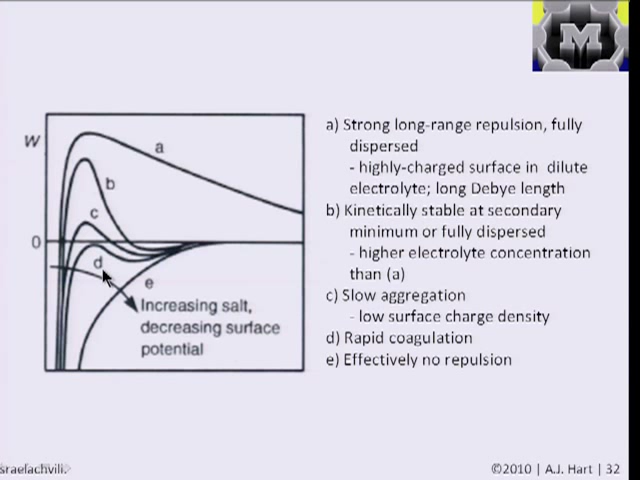 M
W
a
b
c
0
d
e
Increasing salt,
decreasing surface
potential
a) Strong long-range repulsion, fully
dispersed
- highly-charged surface in dilute
electrolyte; long Debye length
b) Kinetically stable at secondary
minimum or fully dispersed
- higher electrolyte concentration
than (a)
c) Slow aggregation
- low surface charge density
d) Rapid coagulation
e) Effectively no repulsion
sraelachvili.
©2010 | A.J. Hart | 32